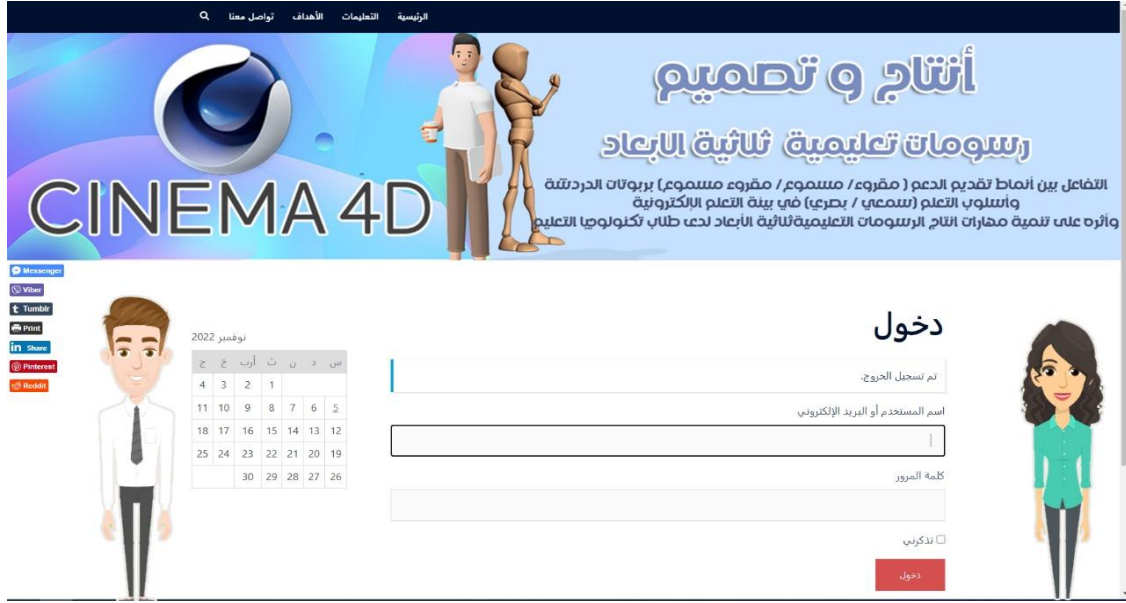 الرئيسية التعليمات الأهداف تواصل معنا
أنتاج و تصميم
رسومات تعليمية ثلاثية الابعاد
التفاعل بين أنماط تقديم الدعم ( مقروء/ مسموع/ مقروء مسموع) بربوتات الدردشة
وأسلوب التعلم (سمعي / بصري) في بيئة التعلم الإلكترونية
وأثره على تنمية مهارات انتاج الرسومات التعليميةثلاثية الأبعاد لدى طلاب تكنولوجيا التعليم
CINEMA 4D
Messenger
Viber
Tumblr
Print
Share
Pinterest
Reddit
دخول
تم تسجيل الخروج.
اسم المستخدم أو البريد الإلكتروني
كلمة المرور
تذكرني
دخول
نوفمبر 2022
س د ن ث أرب خ ج
1 2 3 4
5 6 7 8 9 10 11
12 13 14 15 16 17 18
19 20 21 22 23 24 25
26 27 28 29 30